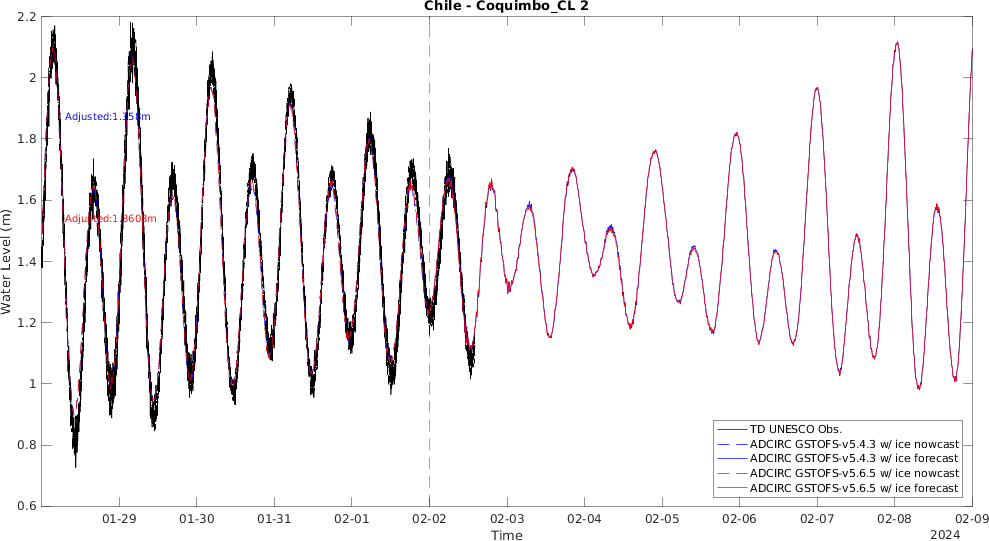 Chile - Coquimbo_CL 2
2.2
2
1.8
1.6
1.4
1.2
1
0.8
0.6
Water Level (m)
Adjusted:1.358m
Adjusted:1.3603m
TD UNESCO Obs.
ADCIRC GSTOFS-v5.4.3 w/ ice nowcast
ADCIRC GSTOFS-v5.4.3 w/ ice forecast
ADCIRC GSTOFS-v5.6.5 w/ ice nowcast
ADCIRC GSTOFS-v5.6.5 w/ ice forecast
01-29 01-30 01-31 02-01 02-02 02-03 02-04 02-05 02-06 02-07 02-08 02-09
Time
2024